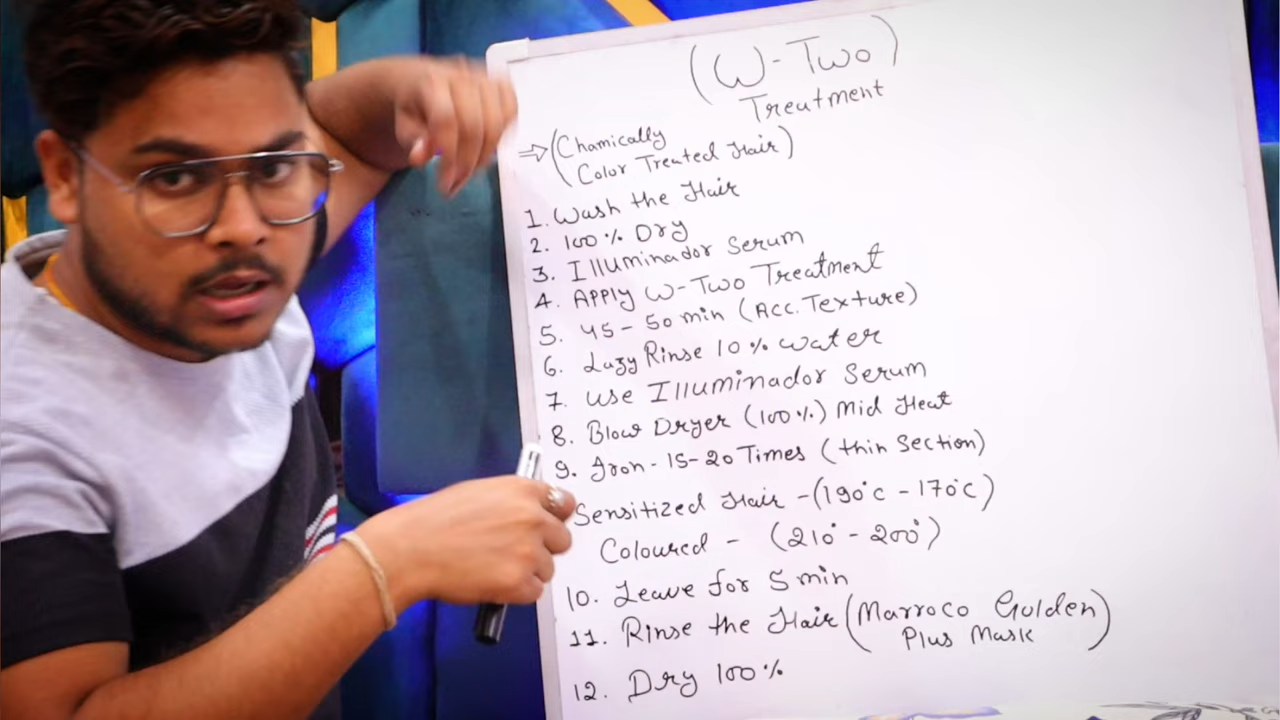 (W-Two)
Treatment
⇒(Chamically
Color Treated Hair)
1. Wash the Hair
2. 100% Dry
3. Illuminador Serum
4. Apply W-Two Treatment
5. 45-50 min (Acc. Texture)
6. Lazy Rinse 10% water
7. use Illuminador Serum
8. Blow Dryer (100%) Mid Heat
9. Iron - 15-20 Times (thin Section)
Sensitized Hair - (190°c - 170°c)
Coloured - (210° - 200°)
10. Leave for 5 min
11. Rinse the Hair (Marroco Golden
Plus Mask)
12. Dry 100%